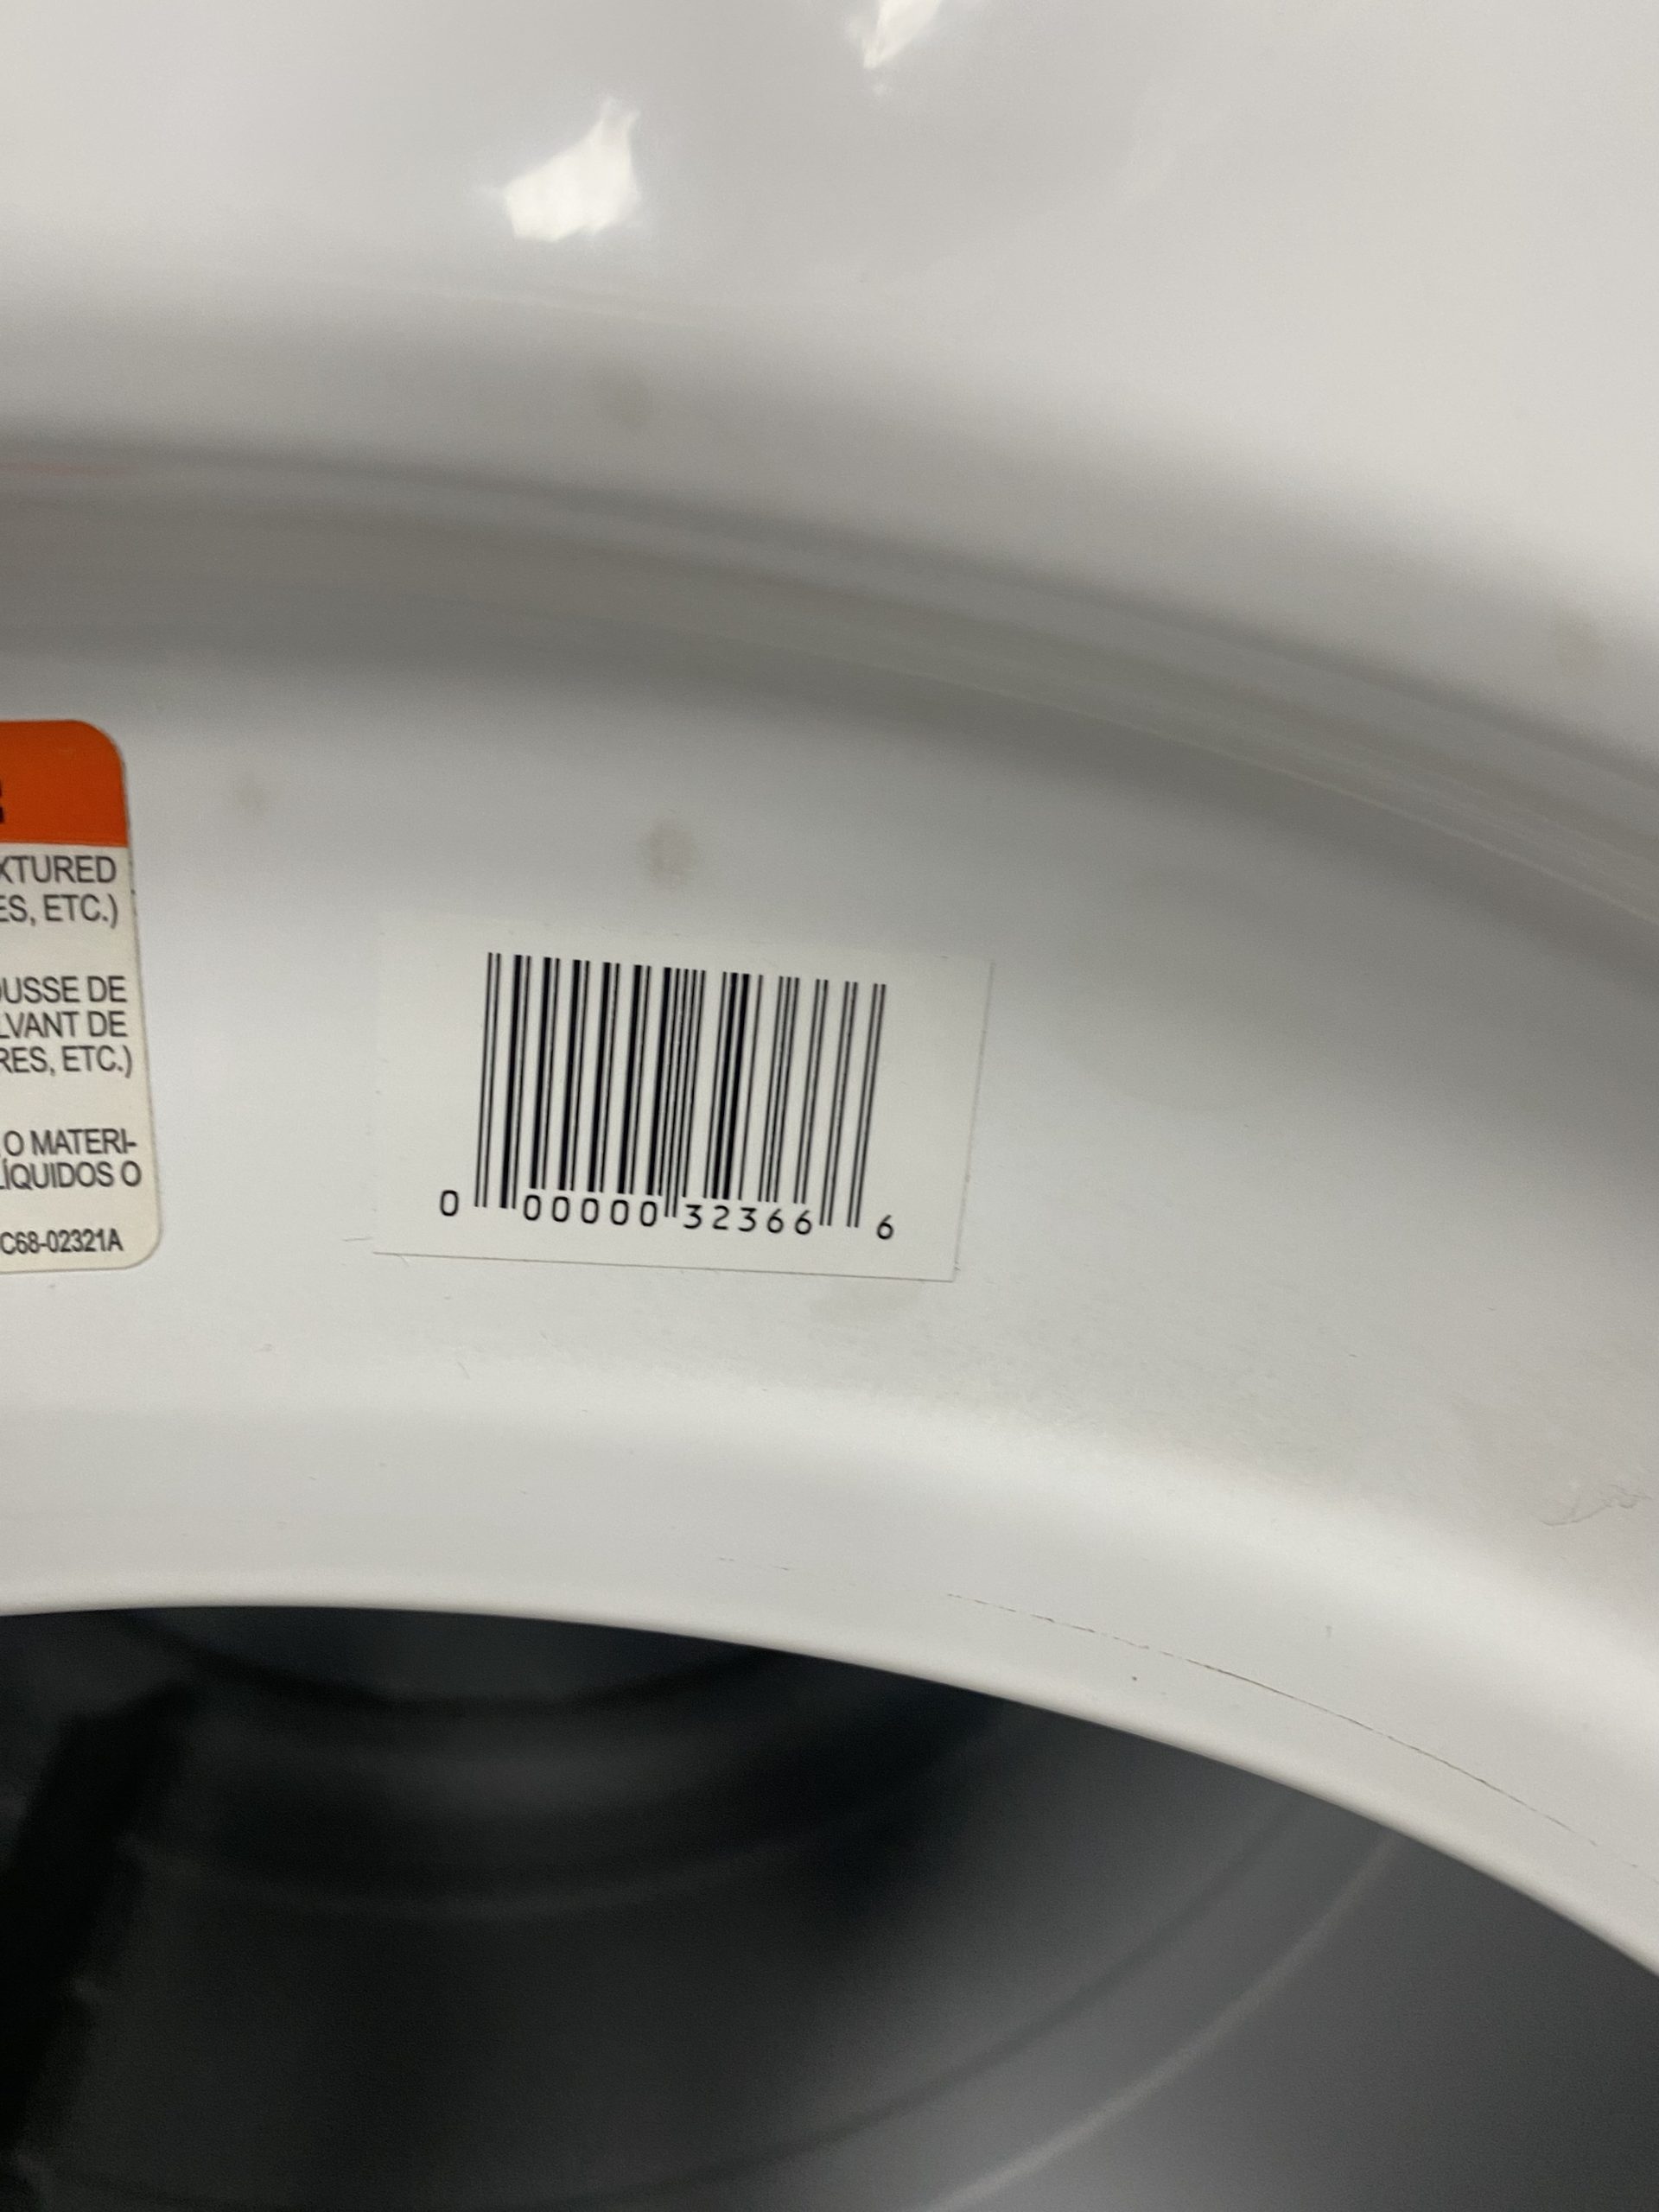 XTURED
ES, ETC.)
OUSSE DE
LVANT DE
RES, ETC.)
O MATERI-
LÍQUIDOS O
C68-02321A
0 00000 32366 6